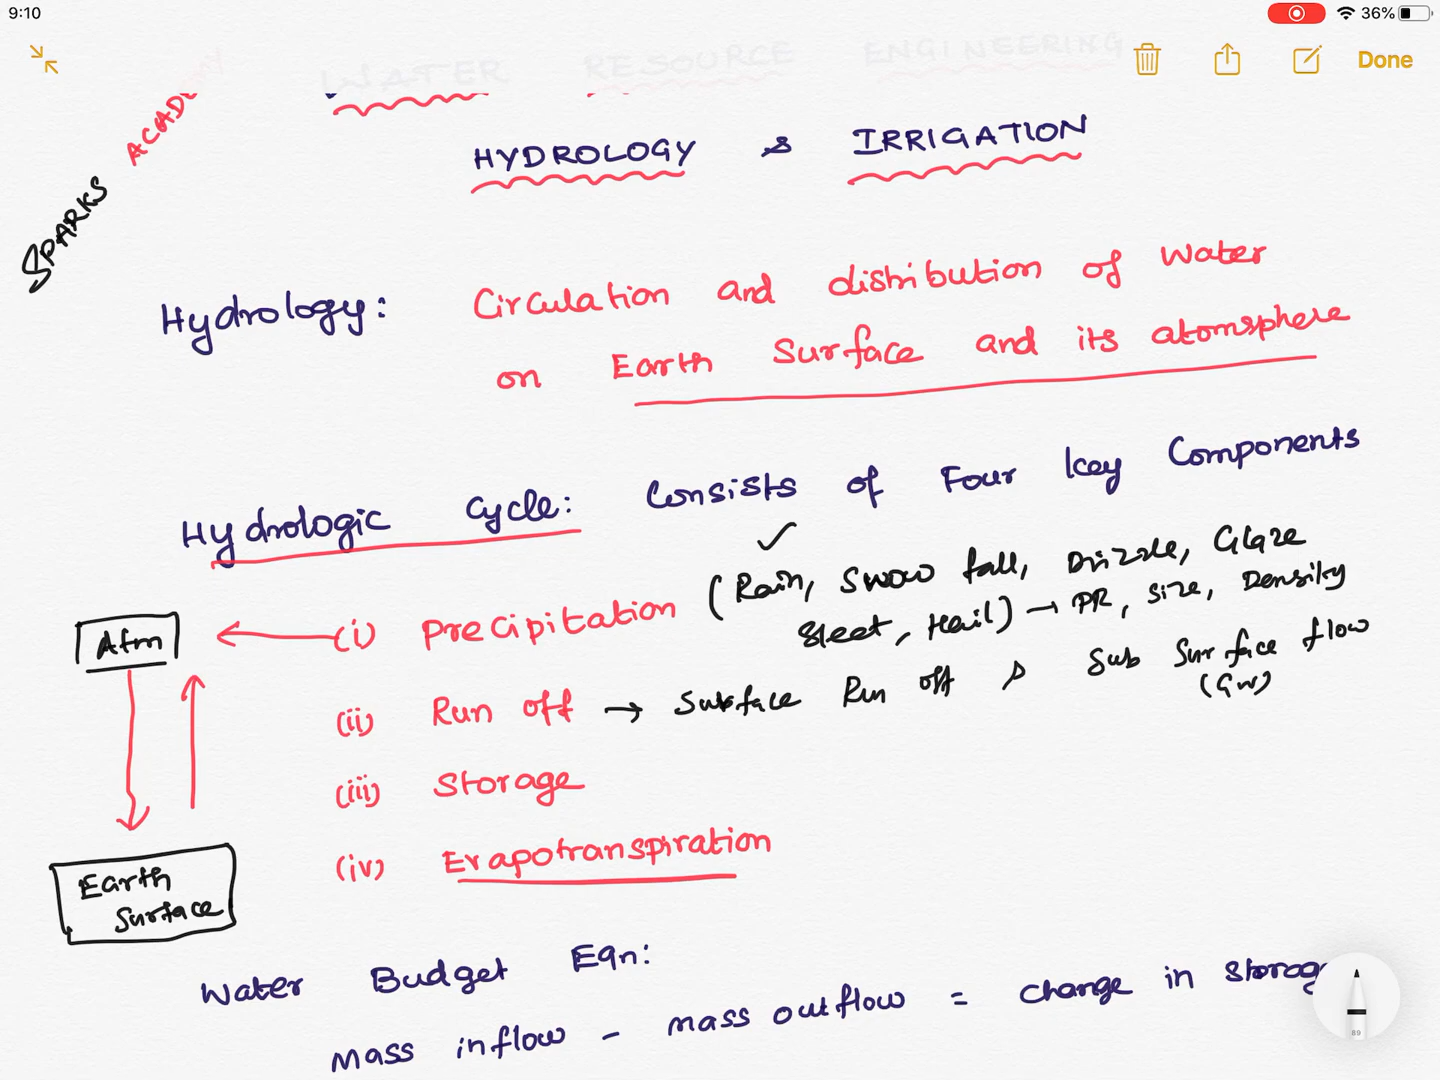 9:10
36%
Done
WATER RESOURCE ENGINEERING
SPARKS ACADEMY
HYDROLOGY & IRRIGATION
Hydrology: Circulation and distribution of water
on Earth Surface and its atomsphere
Hydrologic Cycle: Consists of Four key Components
(i) Precipitation (Rain, Snow fall, Drizzle, Glaze
Sleet, Hail) → PR, Size, Density
Atm
(ii) Run off → Surface Run off & Sub Surface flow
(GW)
(iii) Storage
(iv) Evapotranspiration
Earth
Surface
Water Budget Eqn:
mass inflow - mass outflow = change in storag
89